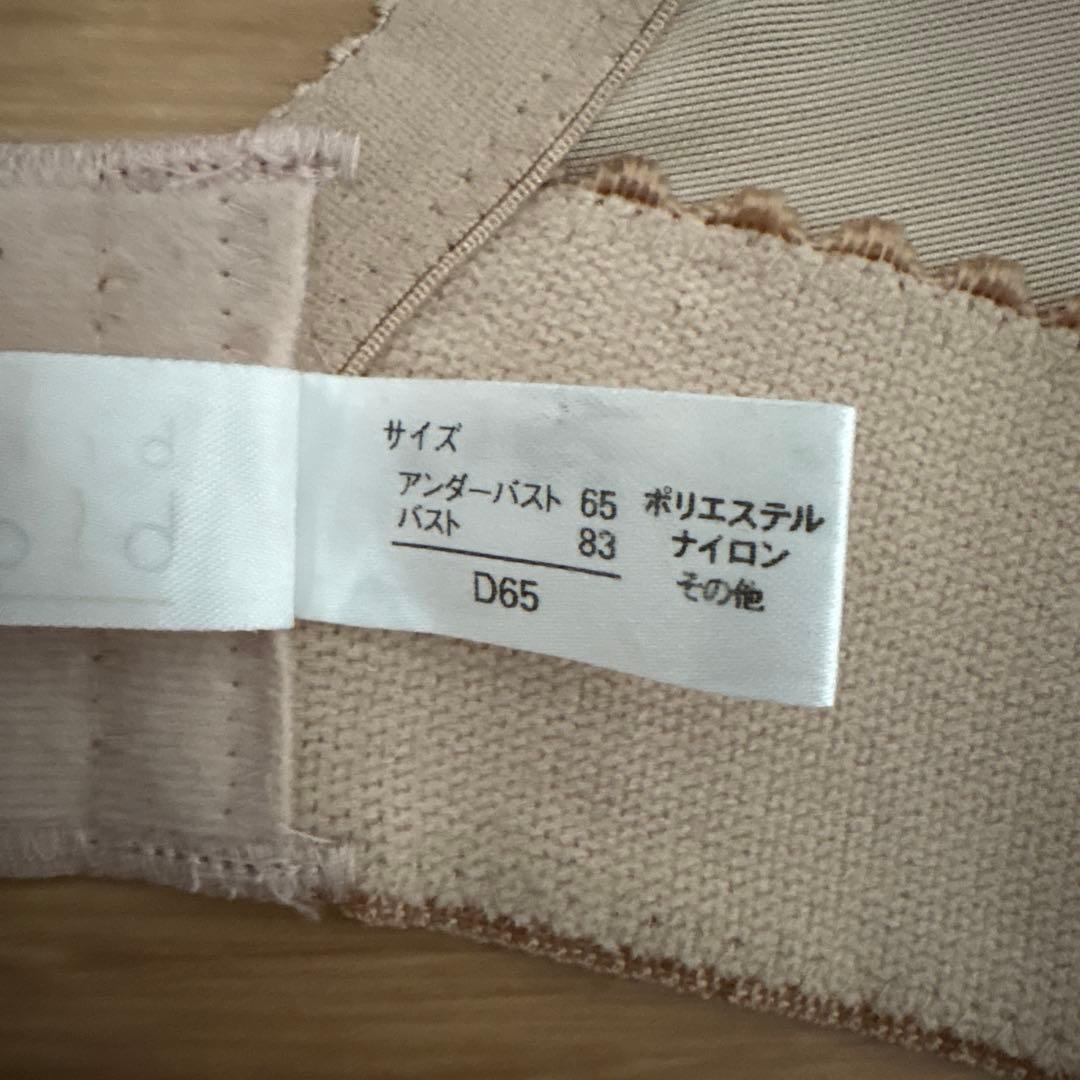 サイズ
アンダーバスト 65
バスト 83
D65
ポリエステル
ナイロン
その他